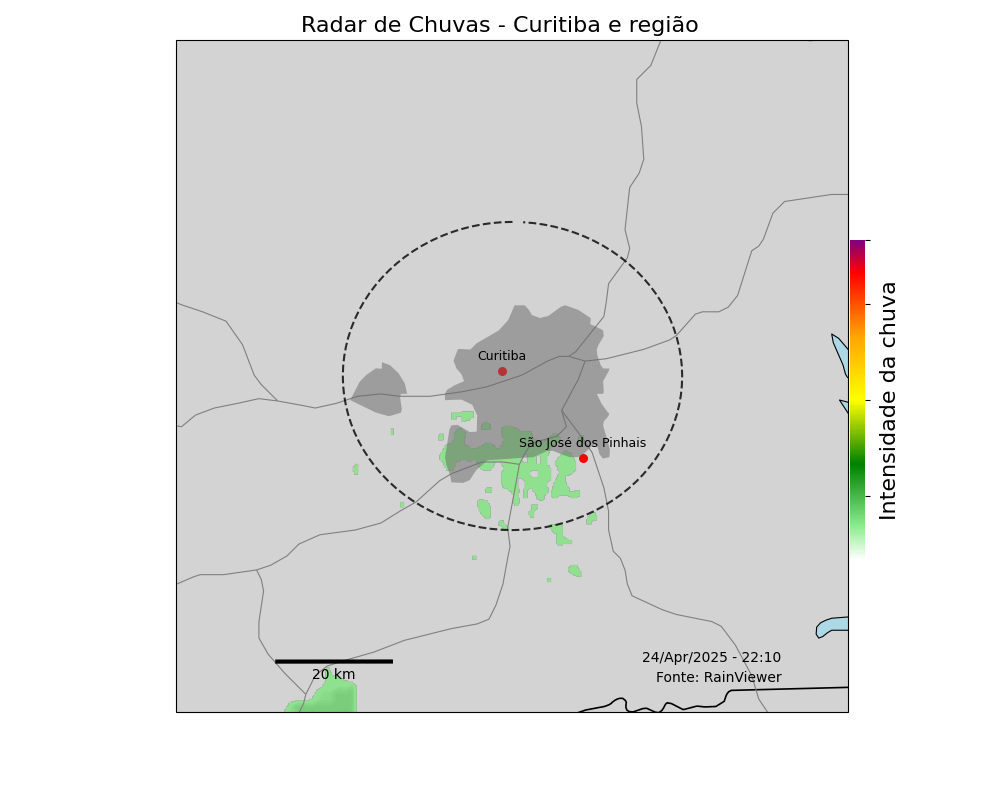 Radar de Chuvas - Curitiba e região
Curitiba
São José dos Pinhais
Intensidade da chuva
24/Apr/2025 - 22:10
20 km
Fonte: RainViewer